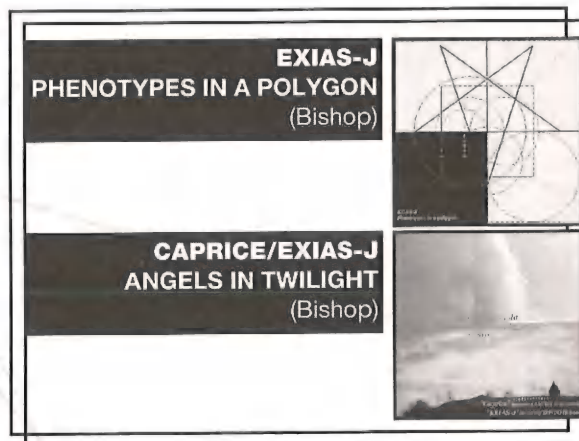 EXIAS-J
PHENOTYPES IN A POLYGON
(Bishop)
CAPRICE/EXIAS-J
ANGELS IN TWILIGHT
(Bishop)